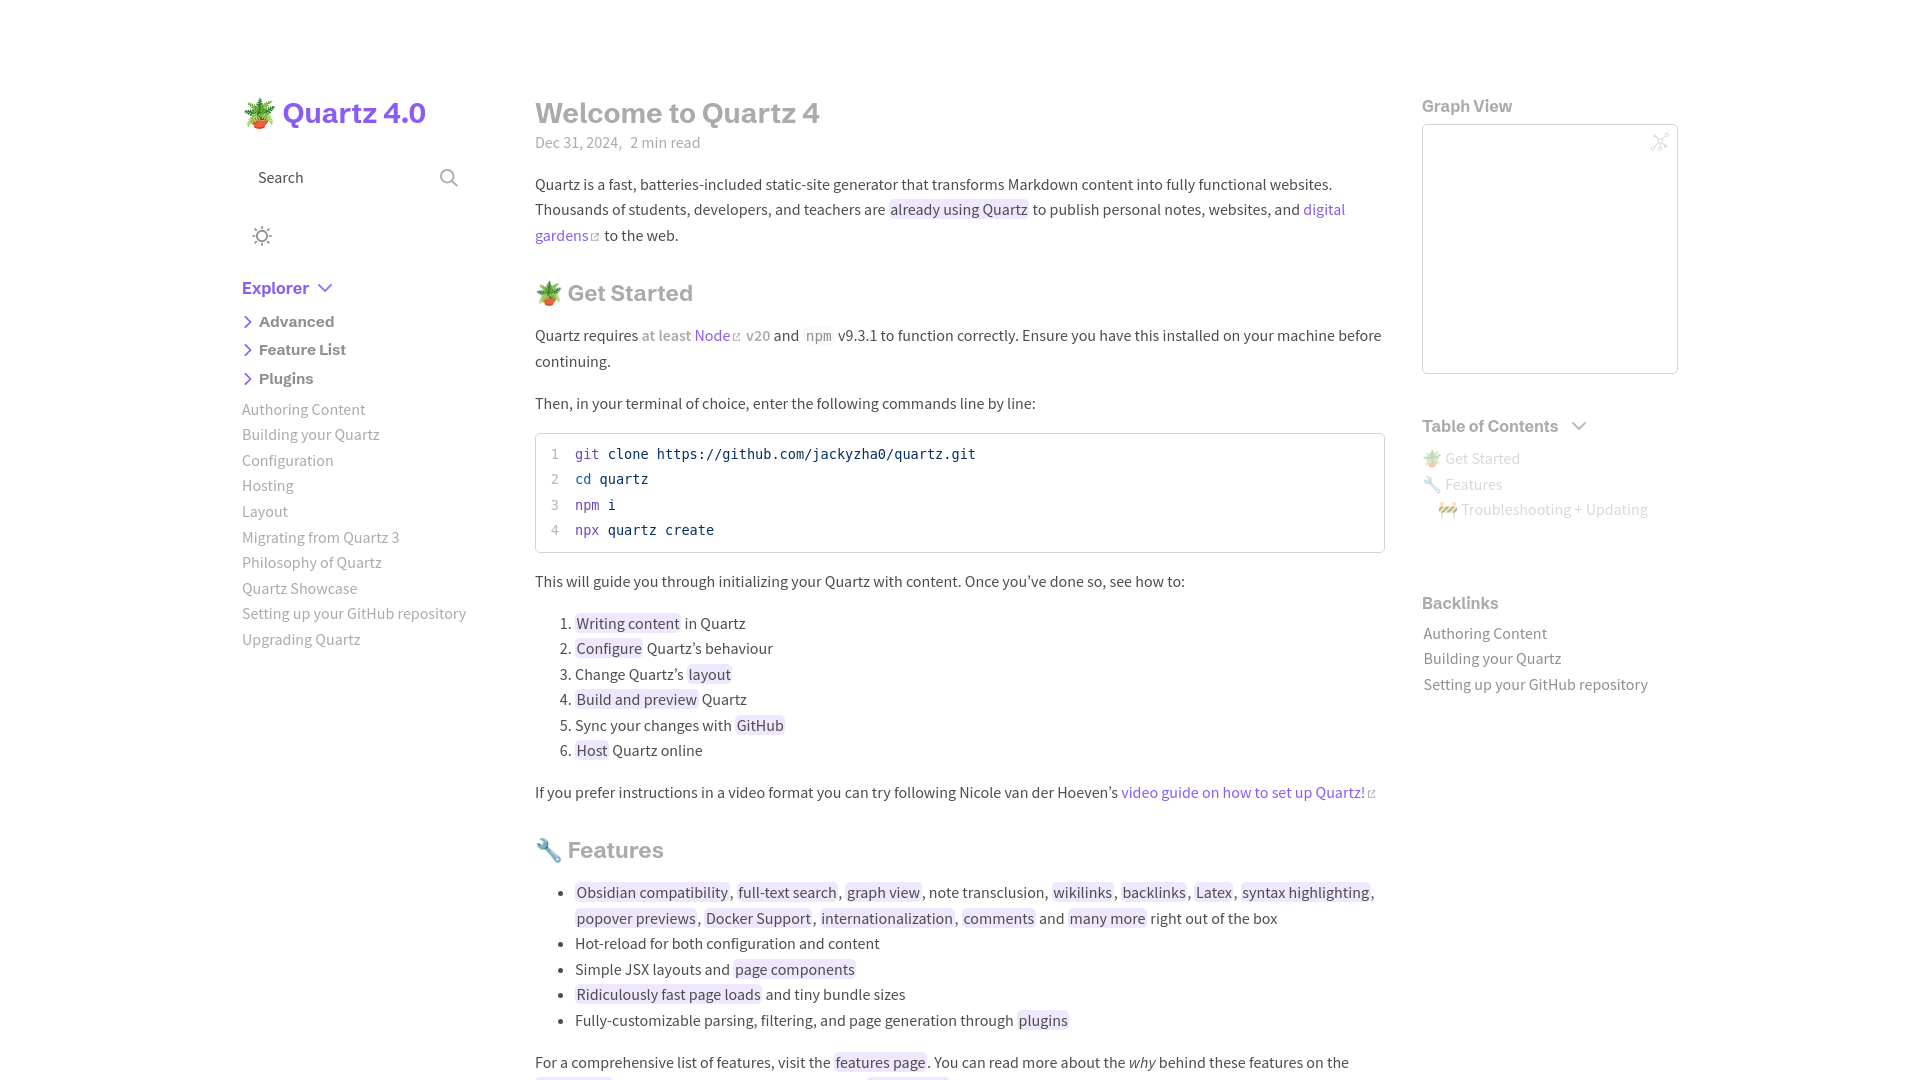 Quartz 4.0
Search
Explorer
Advanced
Feature List
Plugins
Authoring Content
Building your Quartz
Configuration
Hosting
Layout
Migrating from Quartz 3
Philosophy of Quartz
Quartz Showcase
Setting up your GitHub repository
Upgrading Quartz
Welcome to Quartz 4
Dec 31, 2024, 2 min read
Quartz is a fast, batteries-included static-site generator that transforms Markdown content into fully functional websites.
Thousands of students, developers, and teachers are already using Quartz to publish personal notes, websites, and digital
gardens to the web.
🪴 Get Started
Quartz requires at least Node v20 and npm v9.3.1 to function correctly. Ensure you have this installed on your machine before
continuing.
Then, in your terminal of choice, enter the following commands line by line:
1 git clone https://github.com/jackyzha0/quartz.git
2 cd quartz
3 npm i
4 npx quartz create
This will guide you through initializing your Quartz with content. Once you’ve done so, see how to:
1. Writing content in Quartz
2. Configure Quartz’s behaviour
3. Change Quartz’s layout
4. Build and preview Quartz
5. Sync your changes with GitHub
6. Host Quartz online
If you prefer instructions in a video format you can try following Nicole van der Hoeven’s video guide on how to set up Quartz!
🔧 Features
• Obsidian compatibility, full-text search, graph view, note transclusion, wikilinks, backlinks, Latex, syntax highlighting,
popover previews, Docker Support, internationalization, comments and many more right out of the box
• Hot-reload for both configuration and content
• Simple JSX layouts and page components
• Ridiculously fast page loads and tiny bundle sizes
• Fully-customizable parsing, filtering, and page generation through plugins
For a comprehensive list of features, visit the features page. You can read more about the why behind these features on the
Graph View
Table of Contents
🪴 Get Started
🔧 Features
🚧 Troubleshooting + Updating
Backlinks
Authoring Content
Building your Quartz
Setting up your GitHub repository